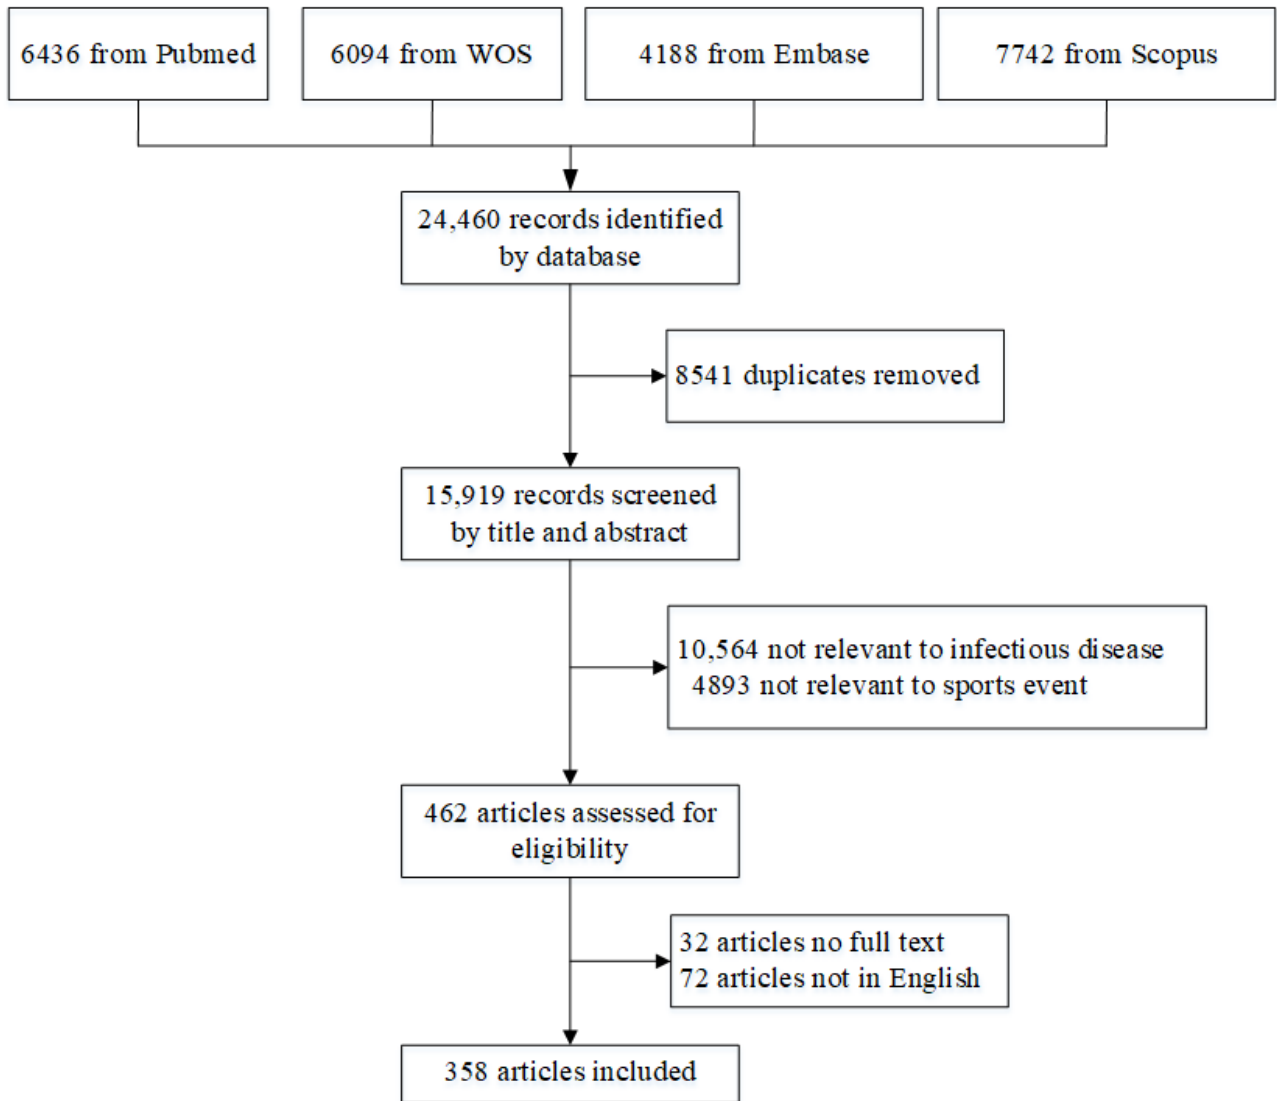 6436 from Pubmed
6094 from WOS
4188 from Embase
7742 from Scopus
24,460 records identified
by database
8541 duplicates removed
15,919 records screened
by title and abstract
10,564 not relevant to infectious disease
4893 not relevant to sports event
462 articles assessed for
eligibility
32 articles no full text
72 articles not in English
358 articles included